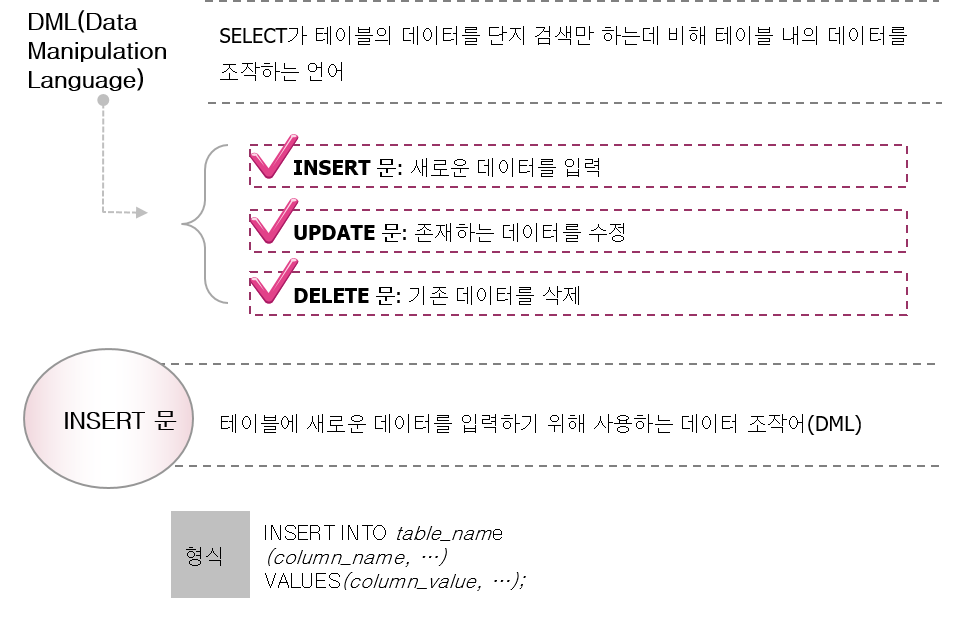 DML(Data
Manipulation
Language)
SELECT가 테이블의 데이터를 단지 검색만 하는데 비해 테이블 내의 데이터를
조작하는 언어
INSERT 문: 새로운 데이터를 입력
UPDATE 문: 존재하는 데이터를 수정
DELETE 문: 기존 데이터를 삭제
INSERT 문
테이블에 새로운 데이터를 입력하기 위해 사용하는 데이터 조작어(DML)
형식
INSERT INTO table_name
(column_name, …)
VALUES(column_value, …);